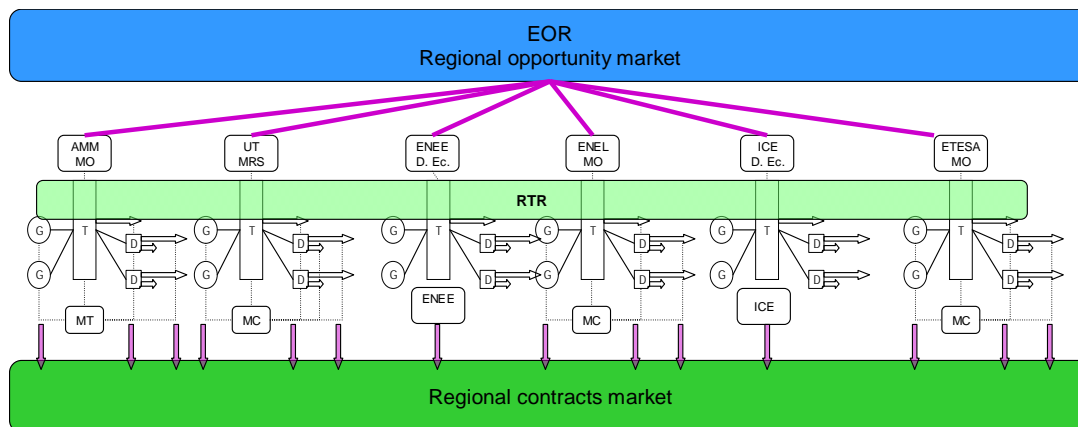 EOR
Regional opportunity market
AMM
MO
UT
MRS
ENEE
D. Ec.
ENEL
MO
ICE
D. Ec.
ETESA
MO
RTR
G
T
G
T
G
T
G
T
G
T
G
T
D
D
D
D
D
D
G
G
G
G
G
G
D
D
D
D
D
D
ENEE
ICE
MT
MC
MC
MC
Regional contracts market